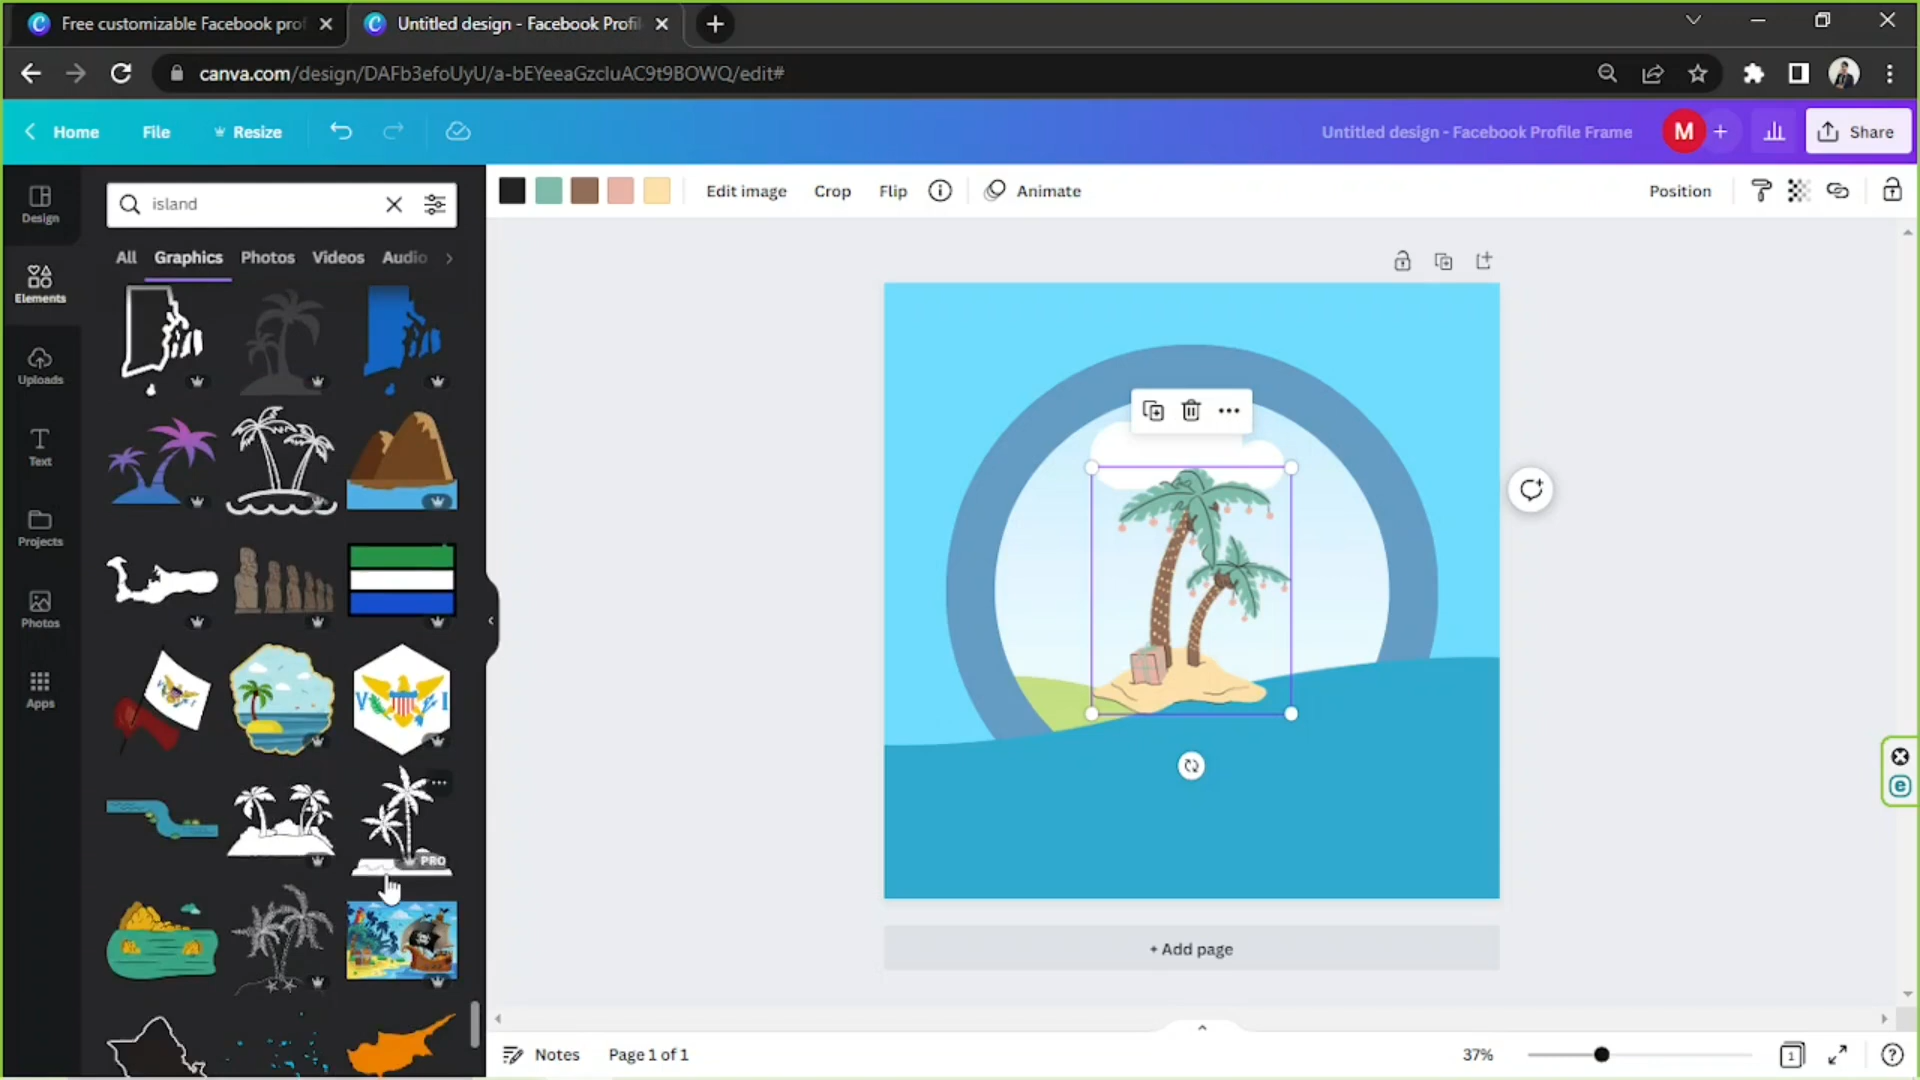 Free customizable Facebook prof
Untitled design - Facebook Profil
canva.com/design/DAFb3efoUyU/a-bEYeeaGzcIuAC9t9BOWQ/edit#
Home
File
Resize
Untitled design - Facebook Profile Frame
M
+
Share
Design
Elements
Uploads
Text
Projects
Photos
Apps
island
All
Graphics
Photos
Videos
Audio
V I
PRO
Edit image
Crop
Flip
Animate
Position
+ Add page
Notes
Page 1 of 1
37%
1